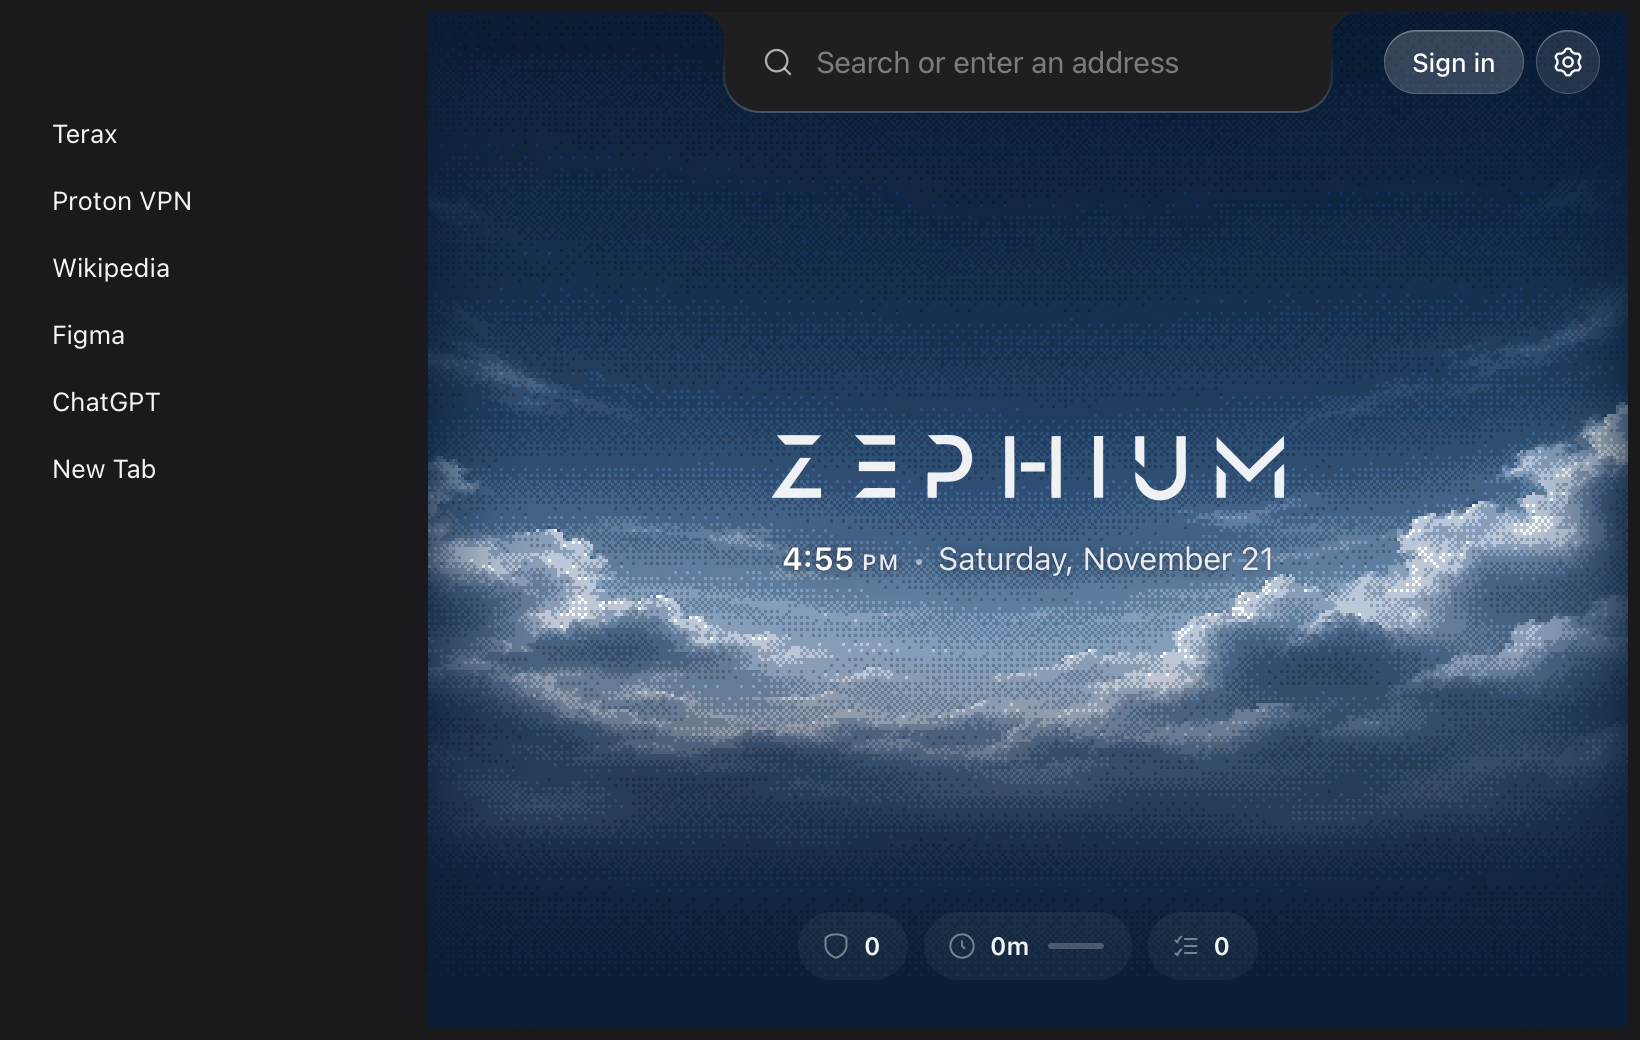 Search or enter an address
Sign in
Terax
Proton VPN
Wikipedia
Figma
ChatGPT
New Tab
ZEPHIUM
4:55 PM • Saturday, November 21
0
0m
0